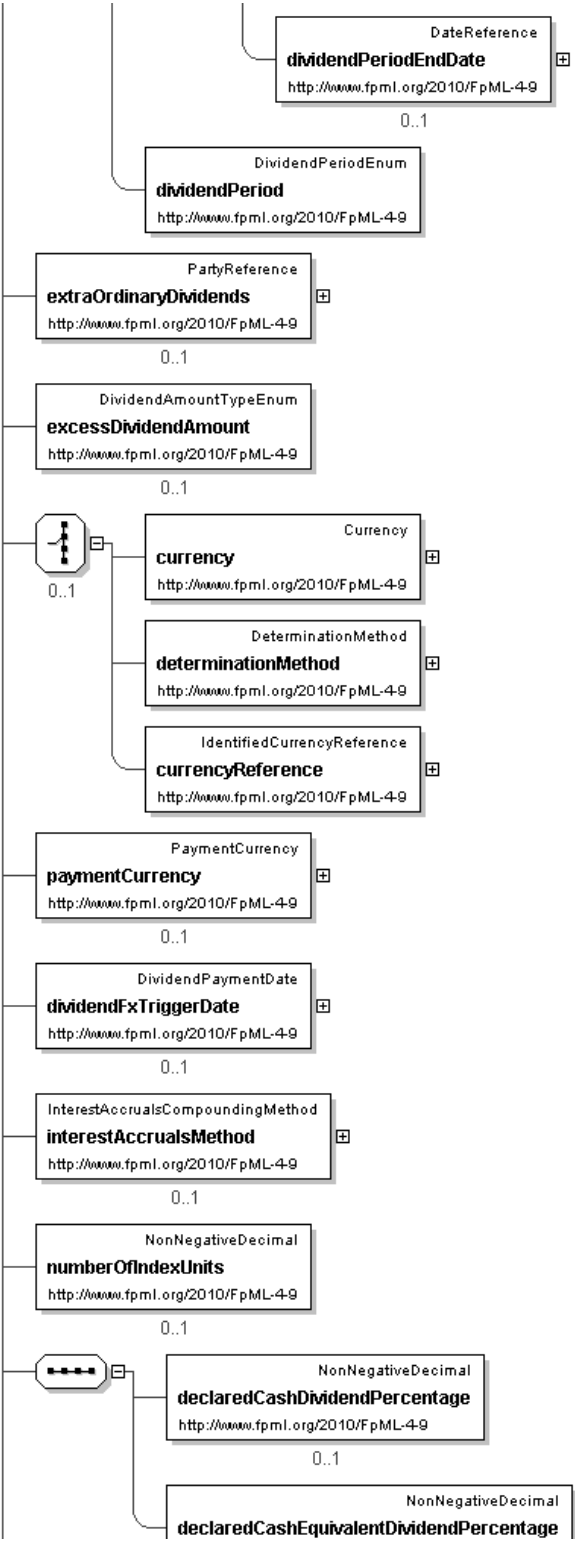 DateReference
dividendPeriodEndDate
http://www.fpml.org/2010/FpML-4-9
0..1
DividendPeriodEnum
dividendPeriod
http://www.fpml.org/2010/FpML-4-9
PartyReference
extraOrdinaryDividends
http://www.fpml.org/2010/FpML-4-9
0..1
DividendAmountTypeEnum
excessDividendAmount
http://www.fpml.org/2010/FpML-4-9
0..1
0..1
Currency
currency
http://www.fpml.org/2010/FpML-4-9
DeterminationMethod
determinationMethod
http://www.fpml.org/2010/FpML-4-9
IdentifiedCurrencyReference
currencyReference
http://www.fpml.org/2010/FpML-4-9
PaymentCurrency
paymentCurrency
http://www.fpml.org/2010/FpML-4-9
0..1
DividendPaymentDate
dividendFxTriggerDate
http://www.fpml.org/2010/FpML-4-9
0..1
InterestAccrualsCompoundingMethod
interestAccrualsMethod
http://www.fpml.org/2010/FpML-4-9
0..1
NonNegativeDecimal
numberOfIndexUnits
http://www.fpml.org/2010/FpML-4-9
0..1
NonNegativeDecimal
declaredCashDividendPercentage
http://www.fpml.org/2010/FpML-4-9
0..1
NonNegativeDecimal
declaredCashEquivalentDividendPercentage